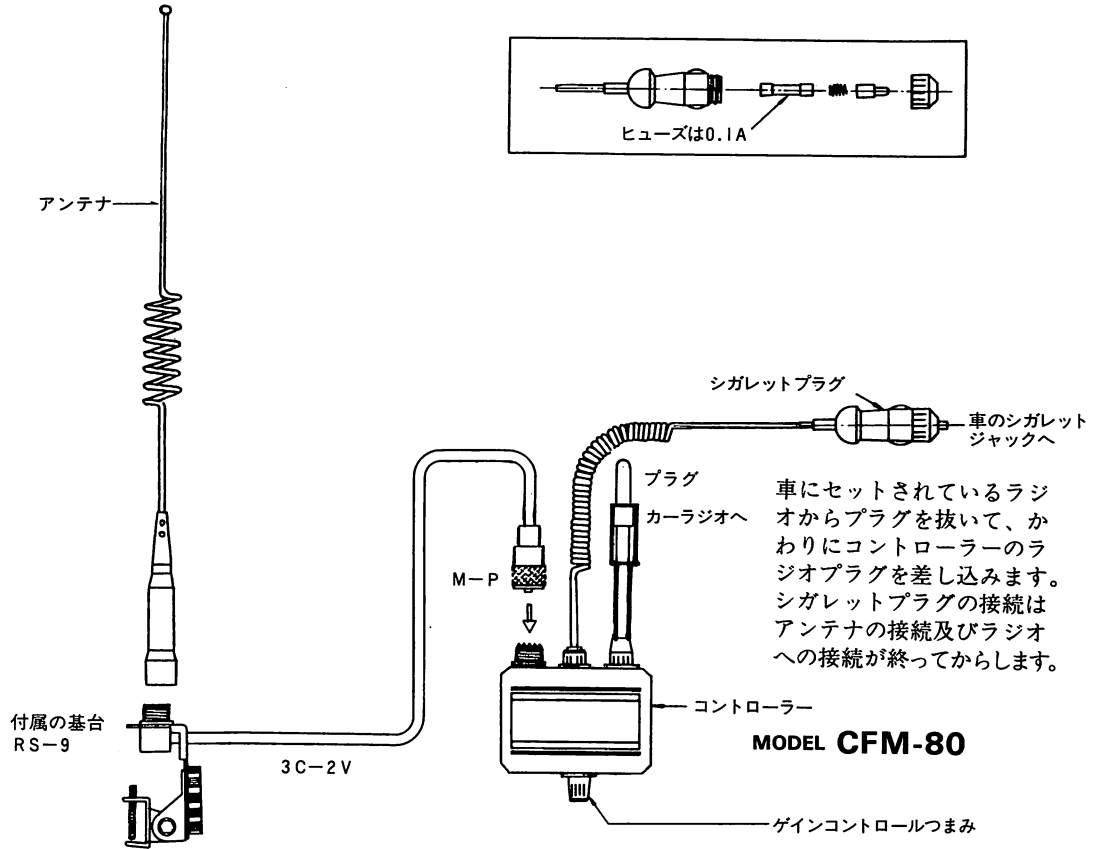 ヒューズは0.1A
アンテナ
シガレットプラグ
車のシガレット
ジャックへ
プラグ
カーラジオへ
M-P
車にセットされているラジ
オからプラグを抜いて、か
わりにコントローラーのラ
ジオプラグを差し込みます。
シガレットプラグの接続は
アンテナの接続及びラジオ
への接続が終ってからします。
付属の基台
RS-9
3C-2V
コントローラー
MODEL CFM-80
ゲインコントロールつまみ